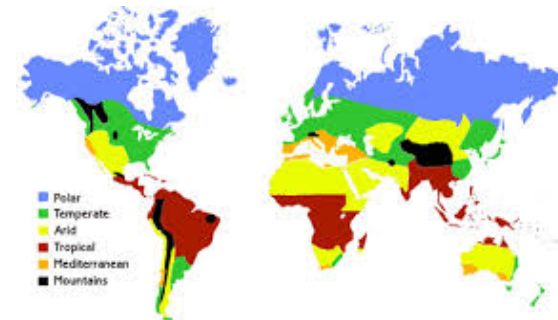 Polar
Temperate
Arid
Tropical
Mediterranean
Mountains